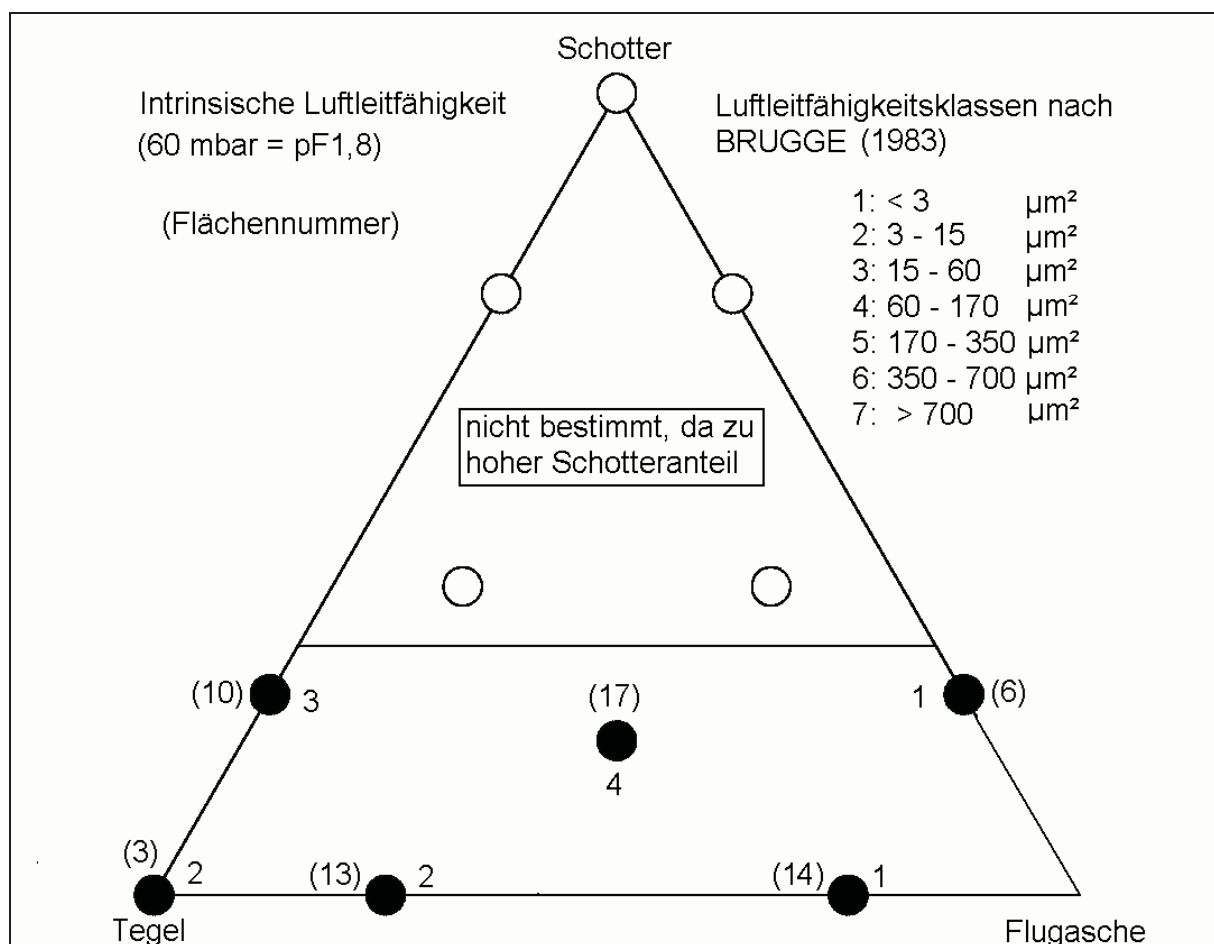 Schotter
Intrinsische Luftleitfähigkeit
(60 mbar = pF1,8)
(Flächennummer)
Luftleitfähigkeitsklassen nach
BRUGGE (1983)
1: < 3 µm²
2: 3 - 15 µm²
3: 15 - 60 µm²
4: 60 - 170 µm²
5: 170 - 350 µm²
6: 350 - 700 µm²
7: > 700 µm²
nicht bestimmt, da zu
hoher Schotteranteil
(10) 3
(17)
4
1 (6)
(3) 2
(13) 2
(14) 1
Tegel
Flugasche